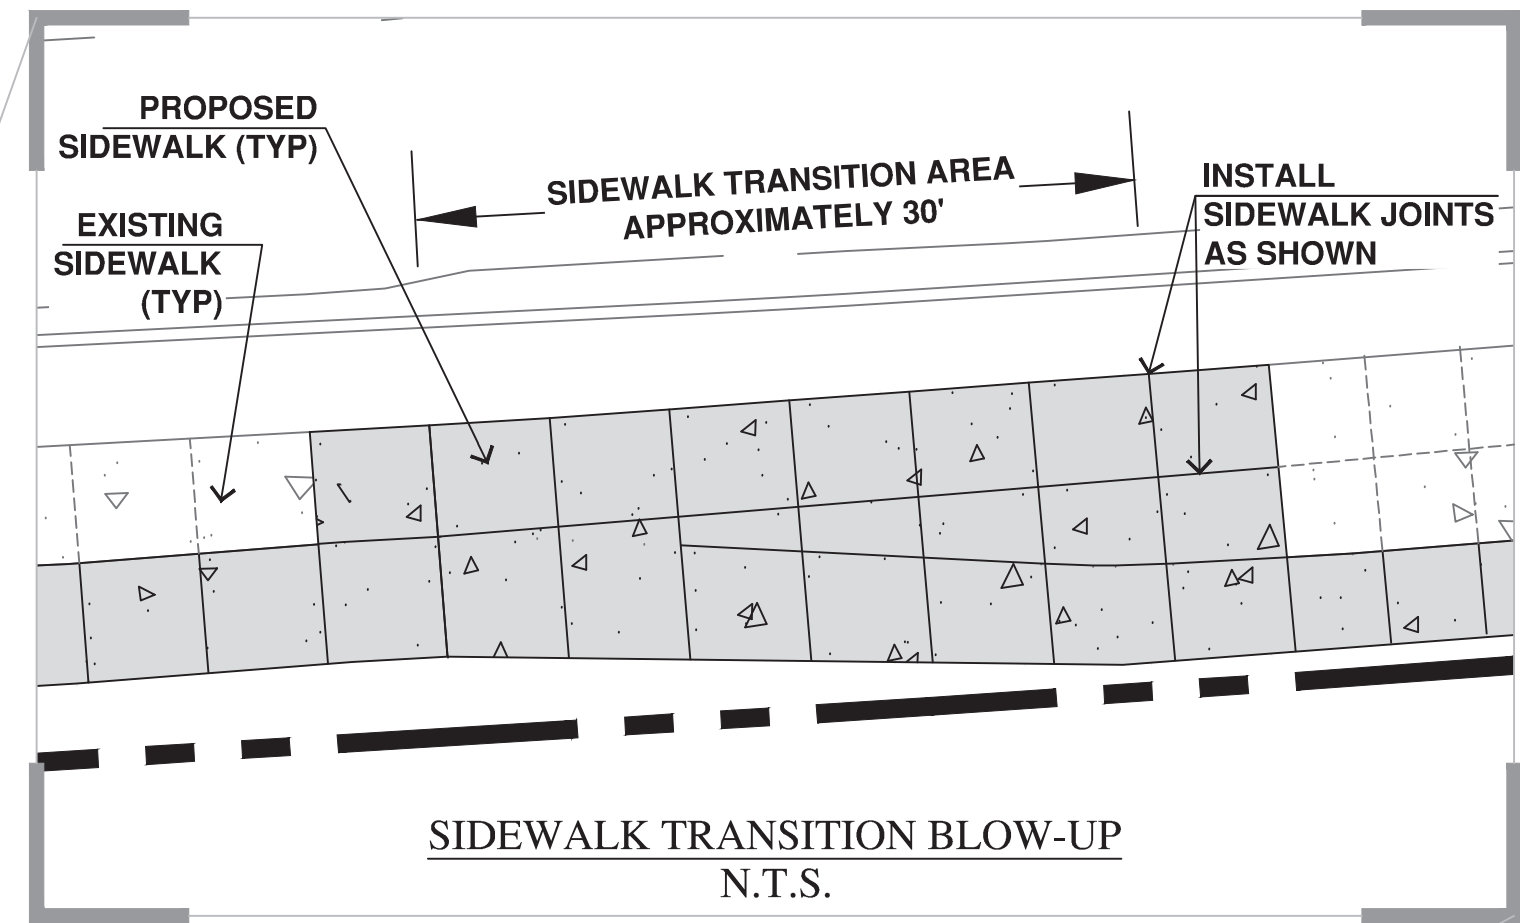 PROPOSED
SIDEWALK (TYP)
EXISTING
SIDEWALK
(TYP)
SIDEWALK TRANSITION AREA
APPROXIMATELY 30'
INSTALL
SIDEWALK JOINTS
AS SHOWN
SIDEWALK TRANSITION BLOW-UP
N.T.S.